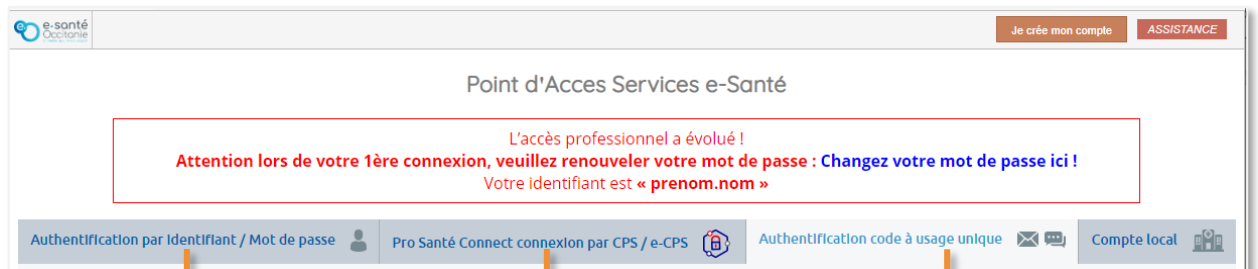 e-santé
Occitanie
Je crée mon compte
ASSISTANCE
Point d'Acces Services e-Santé
L'accès professionnel a évolué !
Attention lors de votre 1ère connexion, veuillez renouveler votre mot de passe : Changez votre mot de passe ici !
Votre identifiant est « prenom.nom »
Authentification par Identifiant / Mot de passe
Pro Santé Connect connexion par CPS / e-CPS
Authentification code à usage unique
Compte local